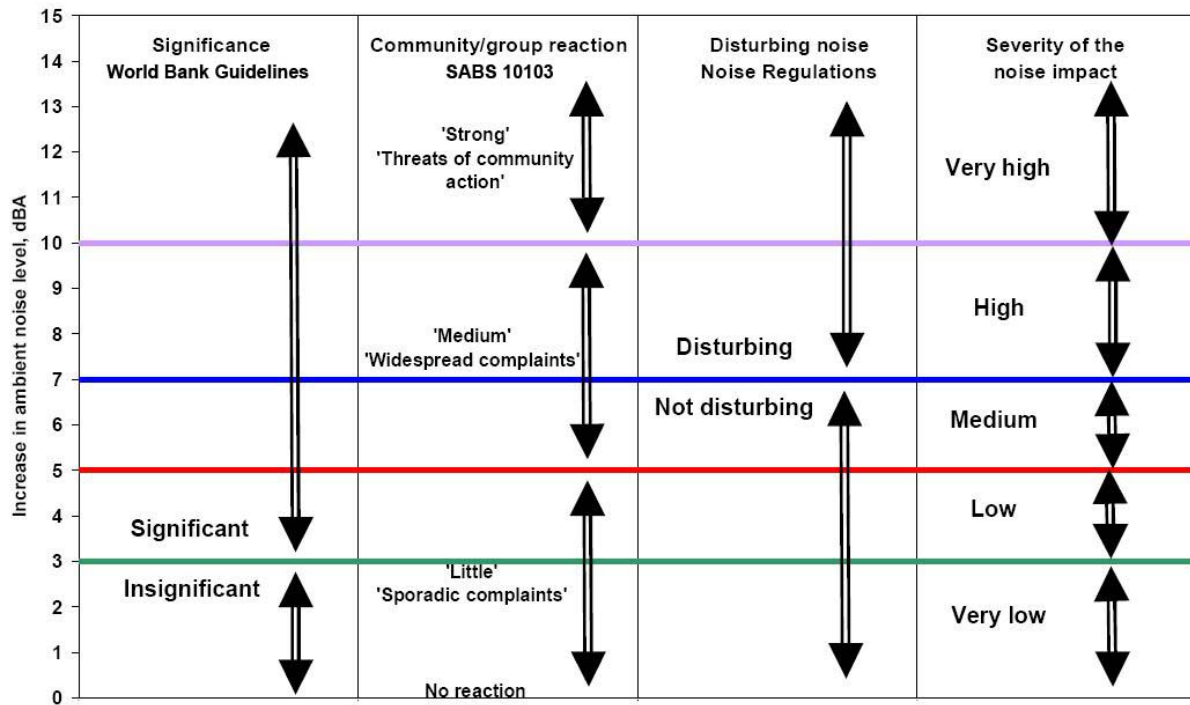 Increase in ambient noise level, dBA
15
14
13
12
11
10
9
8
7
6
5
4
3
2
1
0
Significance
World Bank Guidelines
Significant
Insignificant
Community/group reaction
SABS 10103
'Strong'
'Threats of community
action'
'Medium'
'Widespread complaints'
'Little'
'Sporadic complaints'
No reaction
Disturbing noise
Noise Regulations
Disturbing
Not disturbing
Severity of the
noise impact
Very high
High
Medium
Low
Very low